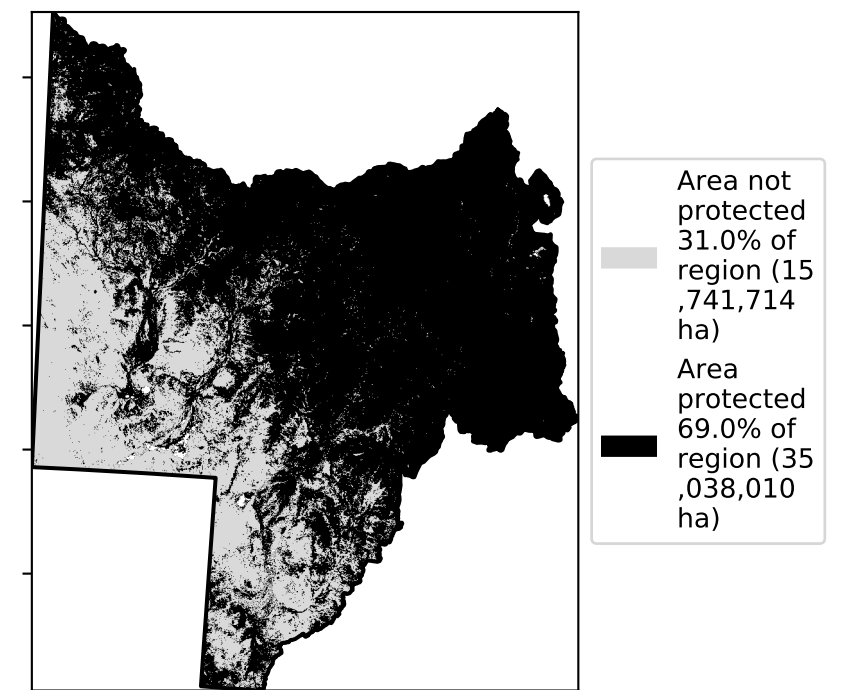 Area not
protected
31.0% of
region (15
,741,714
ha)
Area
protected
69.0% of
region (35
,038,010
ha)